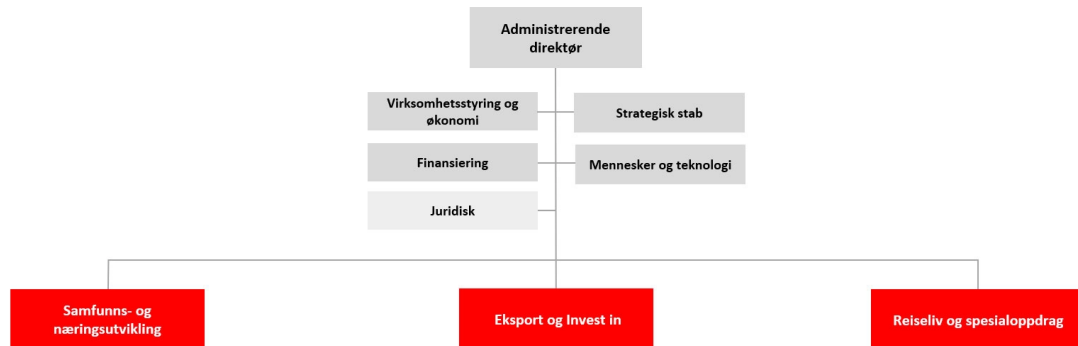 Administrerende
direktør
Virksomhetsstyring og
økonomi
Strategisk stab
Finansiering
Mennesker og teknologi
Juridisk
Samfunns- og
næringsutvikling
Eksport og Invest in
Reiseliv og spesialoppdrag